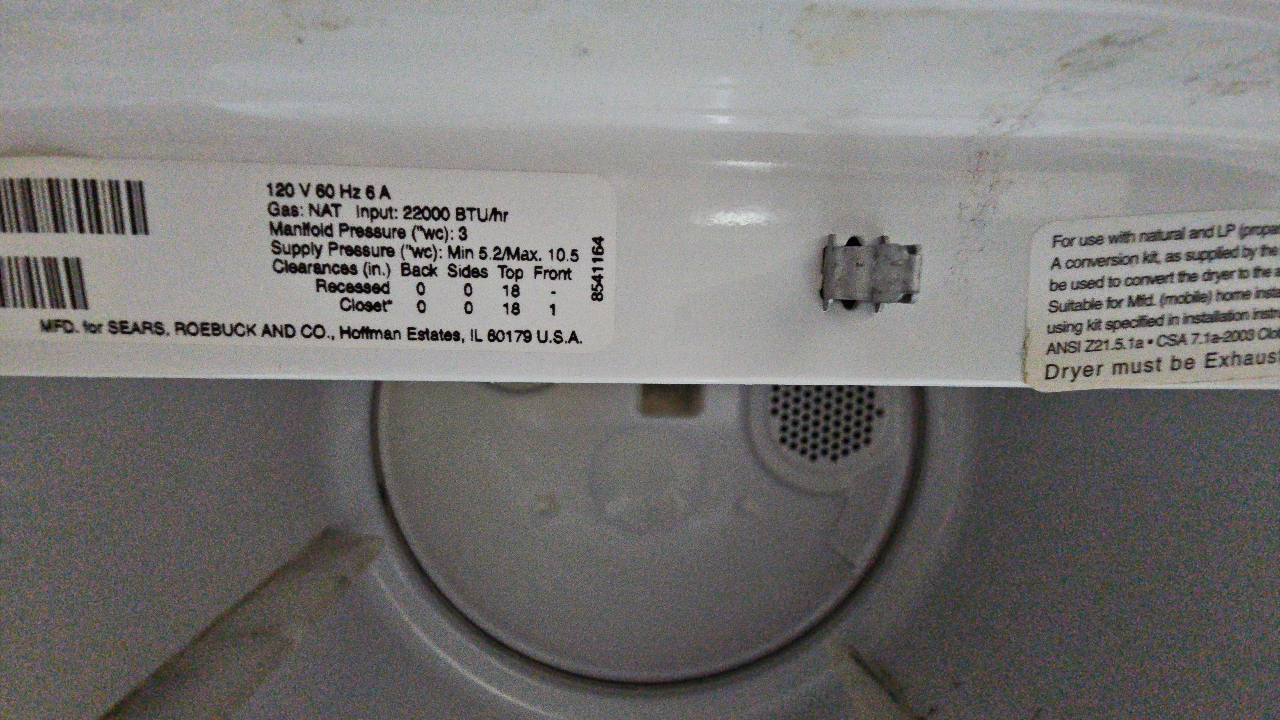 120 V 60 Hz 6 A
Gas: NAT Input: 22000 BTU/hr
Manifold Pressure ("wc): 3
Supply Pressure ("wc): Min 5.2/Max. 10.5
Clearances (in.) Back Sides Top Front
Recessed 0 0 18 -
Closet* 0 0 18 1
MFD. for SEARS, ROEBUCK AND CO., Hoffman Estates, IL 60179 U.S.A.
8541164
For use with natural and LP
A conversion kit, as supplied by the
be used to convert the dryer to the
Suitable for Mfd. (mobile) home
using kit specified in installation
ANSI Z21.5.1a • CSA 7.1a-2003
Dryer must be